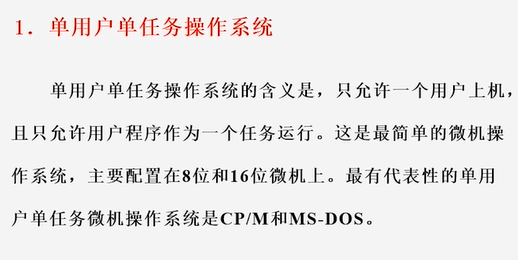 1．单用户单任务操作系统
单用户单任务操作系统的含义是，只允许一个用户上机，
且只允许用户程序作为一个任务运行。这是最简单的微机操
作系统，主要配置在8位和16位微机上。最有代表性的单用
户单任务微机操作系统是CP/M和MS-DOS。